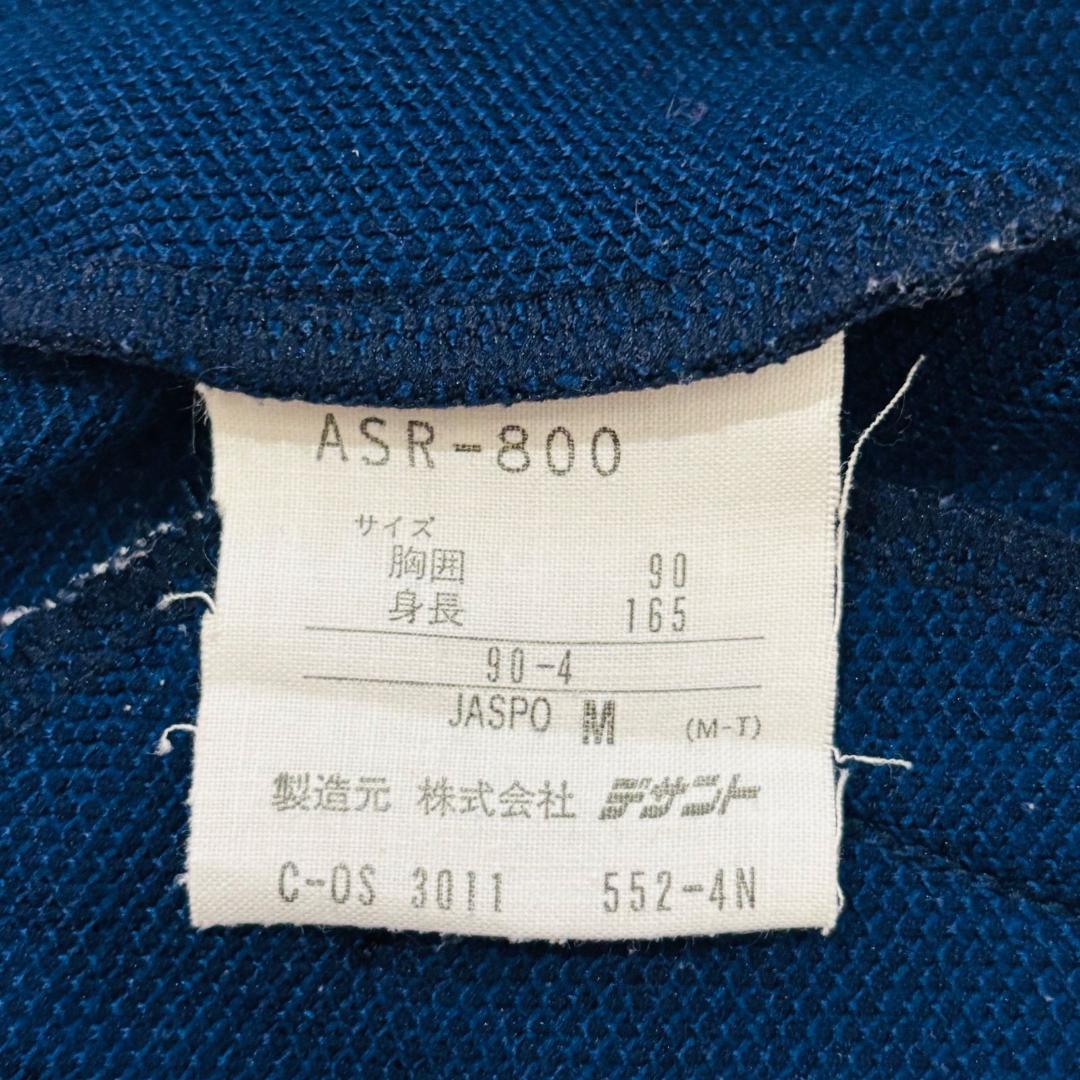 ASR-800
サイズ
胸囲 90
身長 165
90-4
JASPO M (M-T)
製造元 株式会社 デサント
C-OS 3011 552-4N